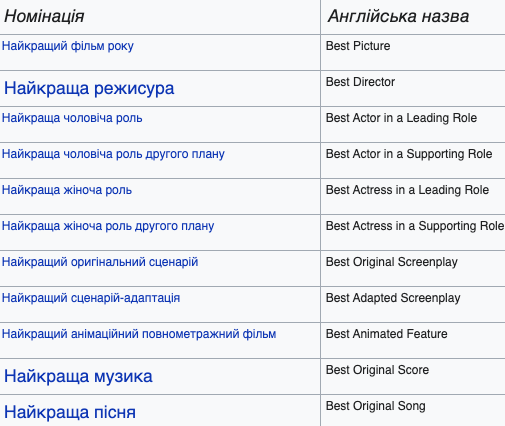 Номінація Англійська назва
Найкращий фільм року Best Picture
Найкраща режисура Best Director
Найкраща чоловіча роль Best Actor in a Leading Role
Найкраща чоловіча роль другого плану Best Actor in a Supporting Role
Найкраща жіноча роль Best Actress in a Leading Role
Найкраща жіноча роль другого плану Best Actress in a Supporting Role
Найкращий оригінальний сценарій Best Original Screenplay
Найкращий сценарій-адаптація Best Adapted Screenplay
Найкращий анімаційний повнометражний фільм Best Animated Feature
Найкраща музика Best Original Score
Найкраща пісня Best Original Song